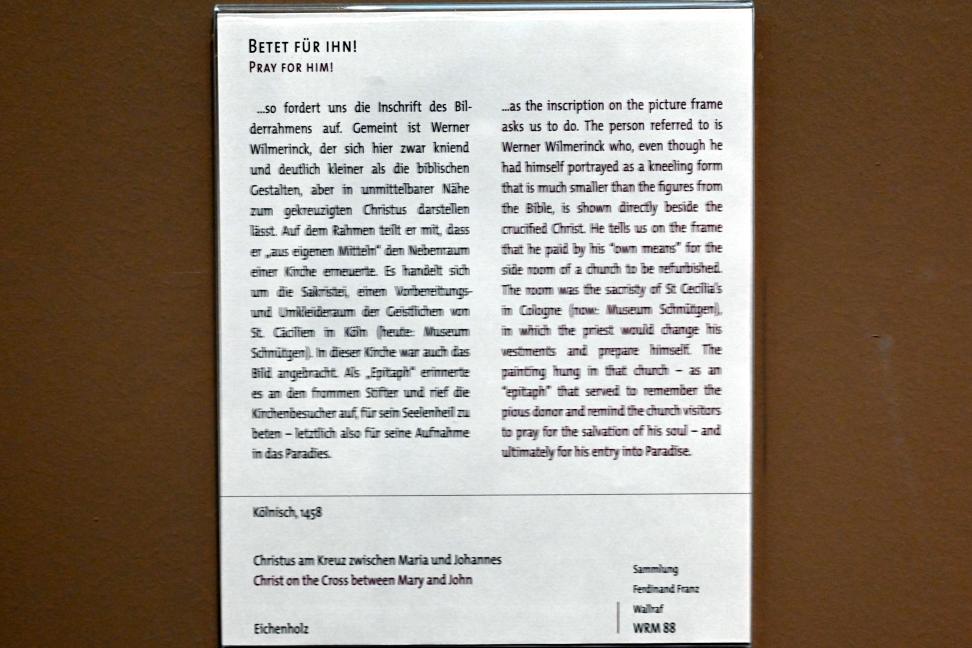 BETET FÜR IHN!
PRAY FOR HIM!
...so fordert uns die Inschrift des Bil-
derrahmens auf. Gemeint ist Werner
Wilmerinck, der sich hier zwar kniend
und deutlich kleiner als die biblischen
Gestalten, aber in unmittelbarer Nähe
zum gekreuzigten Christus darstellen
lässt. Auf dem Rahmen teilt er mit, dass
er „aus eigenen Mitteln“ den Nebenraum
einer Kirche erneuerte. Es handelt sich
um die Sakristei, einen Vorbereitungs-
und Umkleideraum der Geistlichen von
St. Cäcilien in Köln (heute: Museum
Schnütgen). In dieser Kirche war auch das
Bild angebracht. Als „Epitaph“ erinnerte
es an den frommen Stifter und rief die
Kirchenbesucher auf, für sein Seelenheil zu
beten – letztlich also für seine Aufnahme
in das Paradies.
...as the inscription on the picture frame
asks us to do. The person referred to is
Werner Wilmerinck who, even though he
had himself portrayed as a kneeling form
that is much smaller than the figures from
the Bible, is shown directly beside the
crucified Christ. He tells us on the frame
that he paid by his “own means” for the
side room of a church to be refurbished.
The room was the sacristy of St Cecilia's
in Cologne (now: Museum Schnütgen),
in which the priest would change his
vestments and prepare himself. The
painting hung in that church – as an
“epitaph” that served to remember the
pious donor and remind the church visitors
to pray for the salvation of his soul – and
ultimately for his entry into Paradise.
Kölnisch, 1458
Christus am Kreuz zwischen Maria und Johannes
Christ on the Cross between Mary and John
Eichenholz
Sammlung
Ferdinand Franz
Wallraf
WRM 88